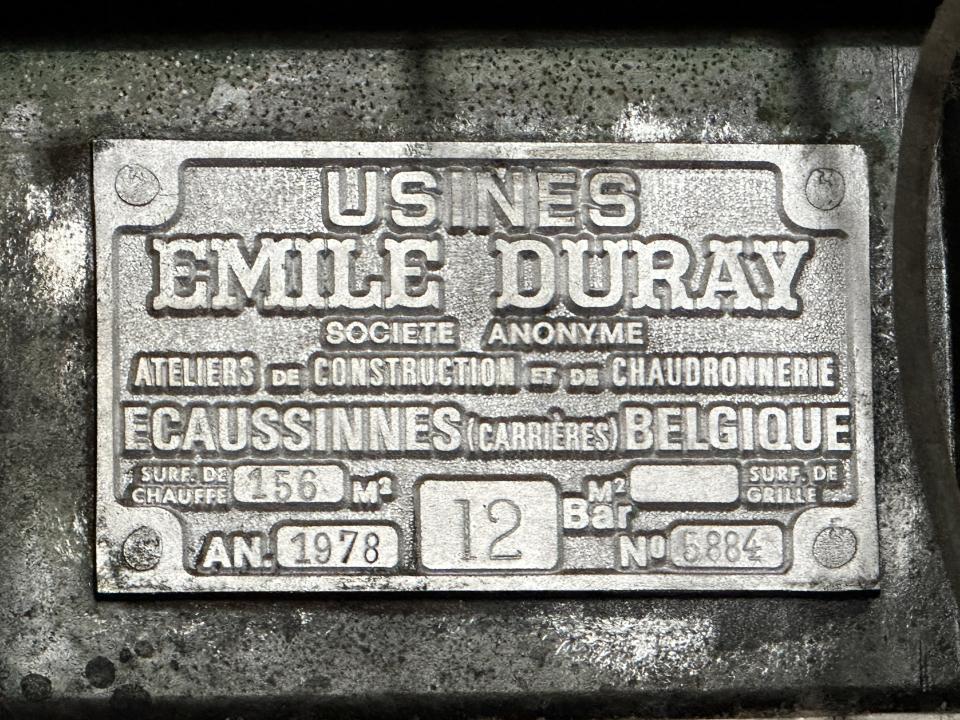 USINES
EMILE DURAY
SOCIETE ANONYME
ATELIERS DE CONSTRUCTION ET DE CHAUDRONNERIE
ECAUSSINNES (CARRIÈRES) BELGIQUE
SURF. DE CHAUFFE 156 M²
12 Bar
M² SURF. DE GRILLE
AN. 1978
Nº 5884